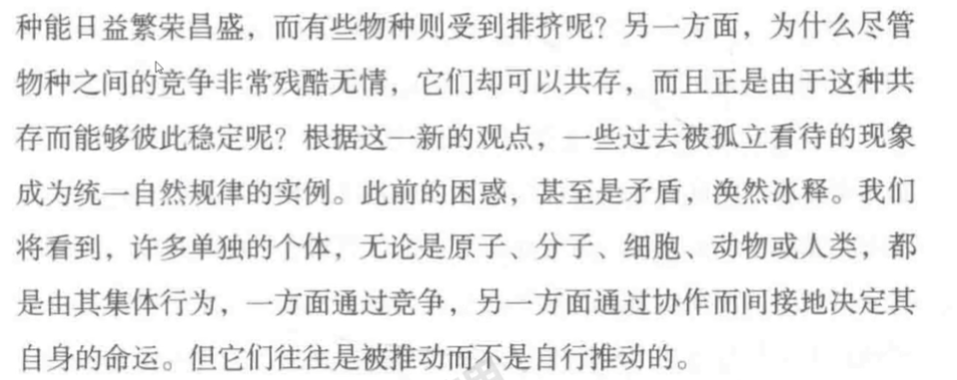 种能日益繁荣昌盛，而有些物种则受到排挤呢？另一方面，为什么尽管
物种之间的竞争非常残酷无情，它们却可以共存，而且正是由于这种共
存而能够彼此稳定呢？根据这一新的观点，一些过去被孤立看待的现象
成为统一自然规律的实例。此前的困惑，甚至是矛盾，涣然冰释。我们
将看到，许多单独的个体，无论是原子、分子、细胞、动物或人类，都
是由其集体行为，一方面通过竞争，另一方面通过协作而间接地决定其
自身的命运。但它们往往是被推动而不是自行推动的。